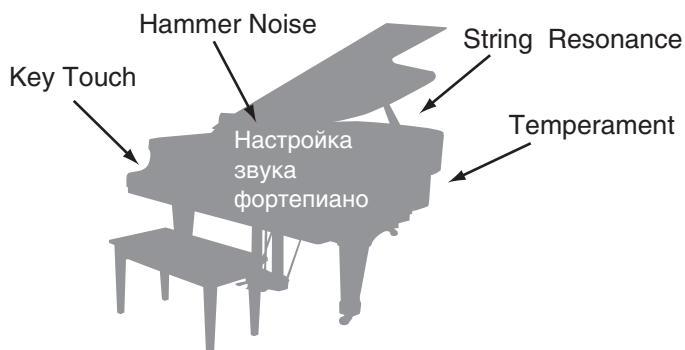 Hammer Noise
String Resonance
Key Touch
Temperament
Настройка
звука
фортепиано